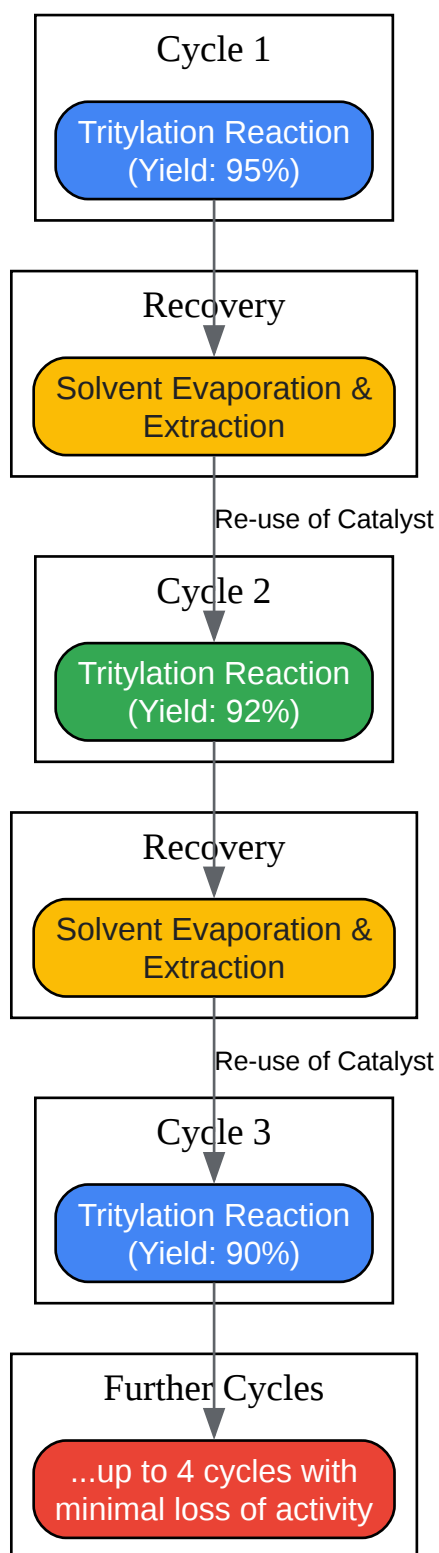 Cycle 1
Tritylation Reaction
(Yield: 95%)
Recovery
Solvent Evaporation &
Extraction
Re-use of Catalyst
Cycle 2
Tritylation Reaction
(Yield: 92%)
Recovery
Solvent Evaporation &
Extraction
Re-use of Catalyst
Cycle 3
Tritylation Reaction
(Yield: 90%)
Further Cycles
...up to 4 cycles with
minimal loss of activity